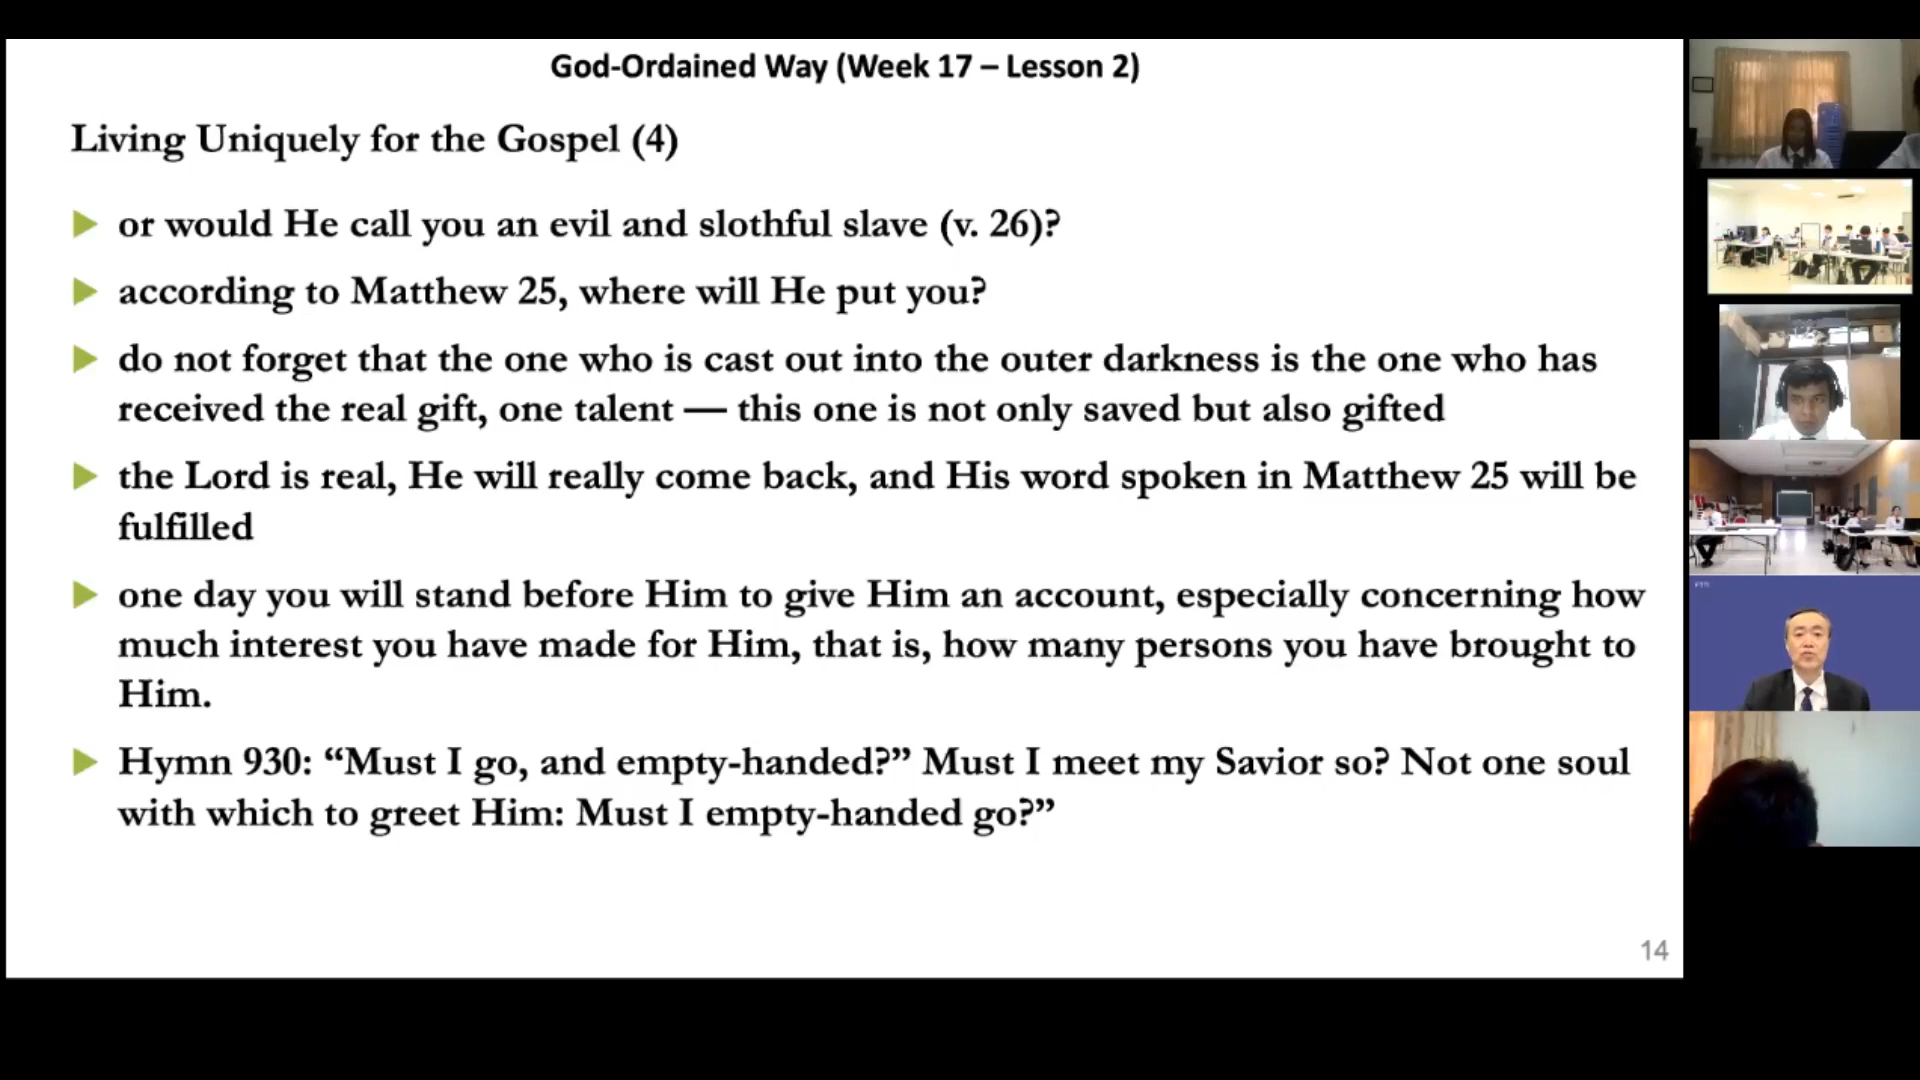 God-Ordained Way (Week 17 – Lesson 2)
Living Uniquely for the Gospel (4)
or would He call you an evil and slothful slave (v. 26)?
according to Matthew 25, where will He put you?
do not forget that the one who is cast out into the outer darkness is the one who has
received the real gift, one talent — this one is not only saved but also gifted
the Lord is real, He will really come back, and His word spoken in Matthew 25 will be
fulfilled
one day you will stand before Him to give Him an account, especially concerning how
much interest you have made for Him, that is, how many persons you have brought to
Him.
Hymn 930: “Must I go, and empty-handed?” Must I meet my Savior so? Not one soul
with which to greet Him: Must I empty-handed go?”
14